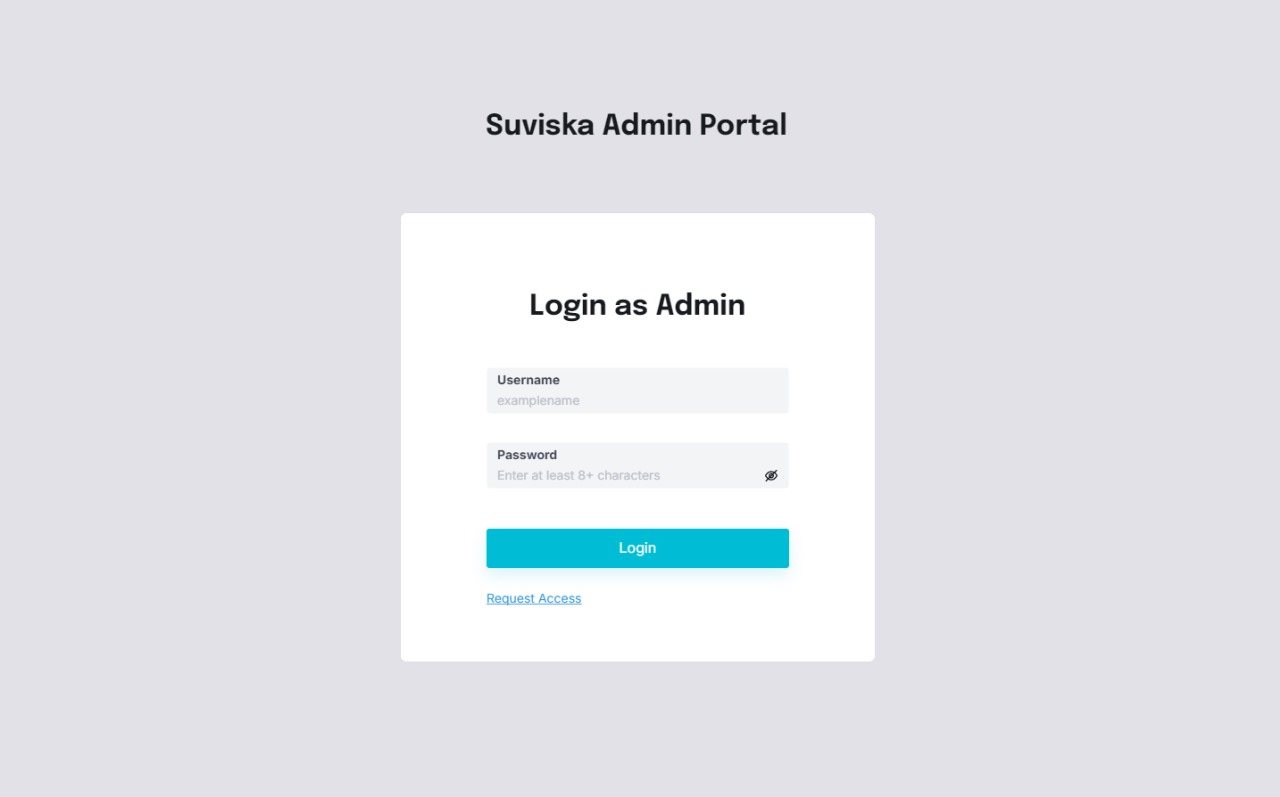 Suviska Admin Portal
Login as Admin
Username
examplename
Password
Enter at least 8+ characters
Login
Request Access